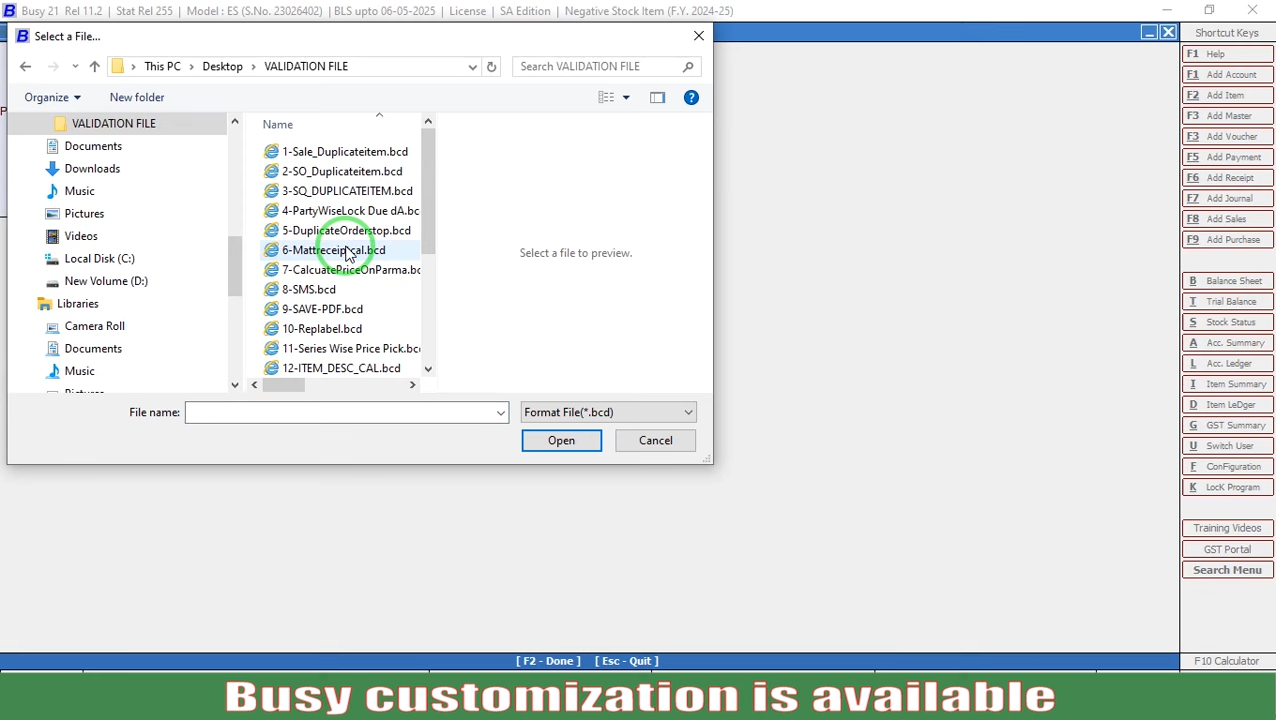 Busy 21 Rel 11.2 | Stat Rel 255 | Model : ES (S.No. 23026402) | BLS upto 06-05-2025 | License | SA Edition | Negative Stock Item (F.Y. 2024-25)
Select a File...
This PC > Desktop > VALIDATION FILE
Search VALIDATION FILE
Organize
New folder
VALIDATION FILE
Documents
Downloads
Music
Pictures
Videos
Local Disk (C:)
New Volume (D:)
Libraries
Camera Roll
Documents
Music
Name
1-Sale_Duplicateitem.bcd
2-SO_Duplicateitem.bcd
3-SQ_DUPLICATEITEM.bcd
4-PartyWiseLock Due dA.bc
5-DuplicateOrderstop.bcd
6-Mattreceiptcal.bcd
7-CalcuatePriceOnParma.bc
8-SMS.bcd
9-SAVE-PDF.bcd
10-Replabel.bcd
11-Series Wise Price Pick.bc
12-ITEM_DESC_CAL.bcd
Select a file to preview.
File name:
Format File(*.bcd)
Open
Cancel
Shortcut Keys
F1 Help
F1 Add Account
F2 Add Item
F3 Add Master
F3 Add Voucher
F5 Add Payment
F6 Add Receipt
F7 Add Journal
F8 Add Sales
F9 Add Purchase
B Balance Sheet
T Trial Balance
S Stock Status
A Acc. Summary
L Acc. Ledger
I Item Summary
D Item LeDger
G GST Summary
U Switch User
F ConFiguration
K LocK Program
Training Videos
GST Portal
Search Menu
[ F2 - Done ] [ Esc - Quit ]
F10 Calculator
Busy customization is available